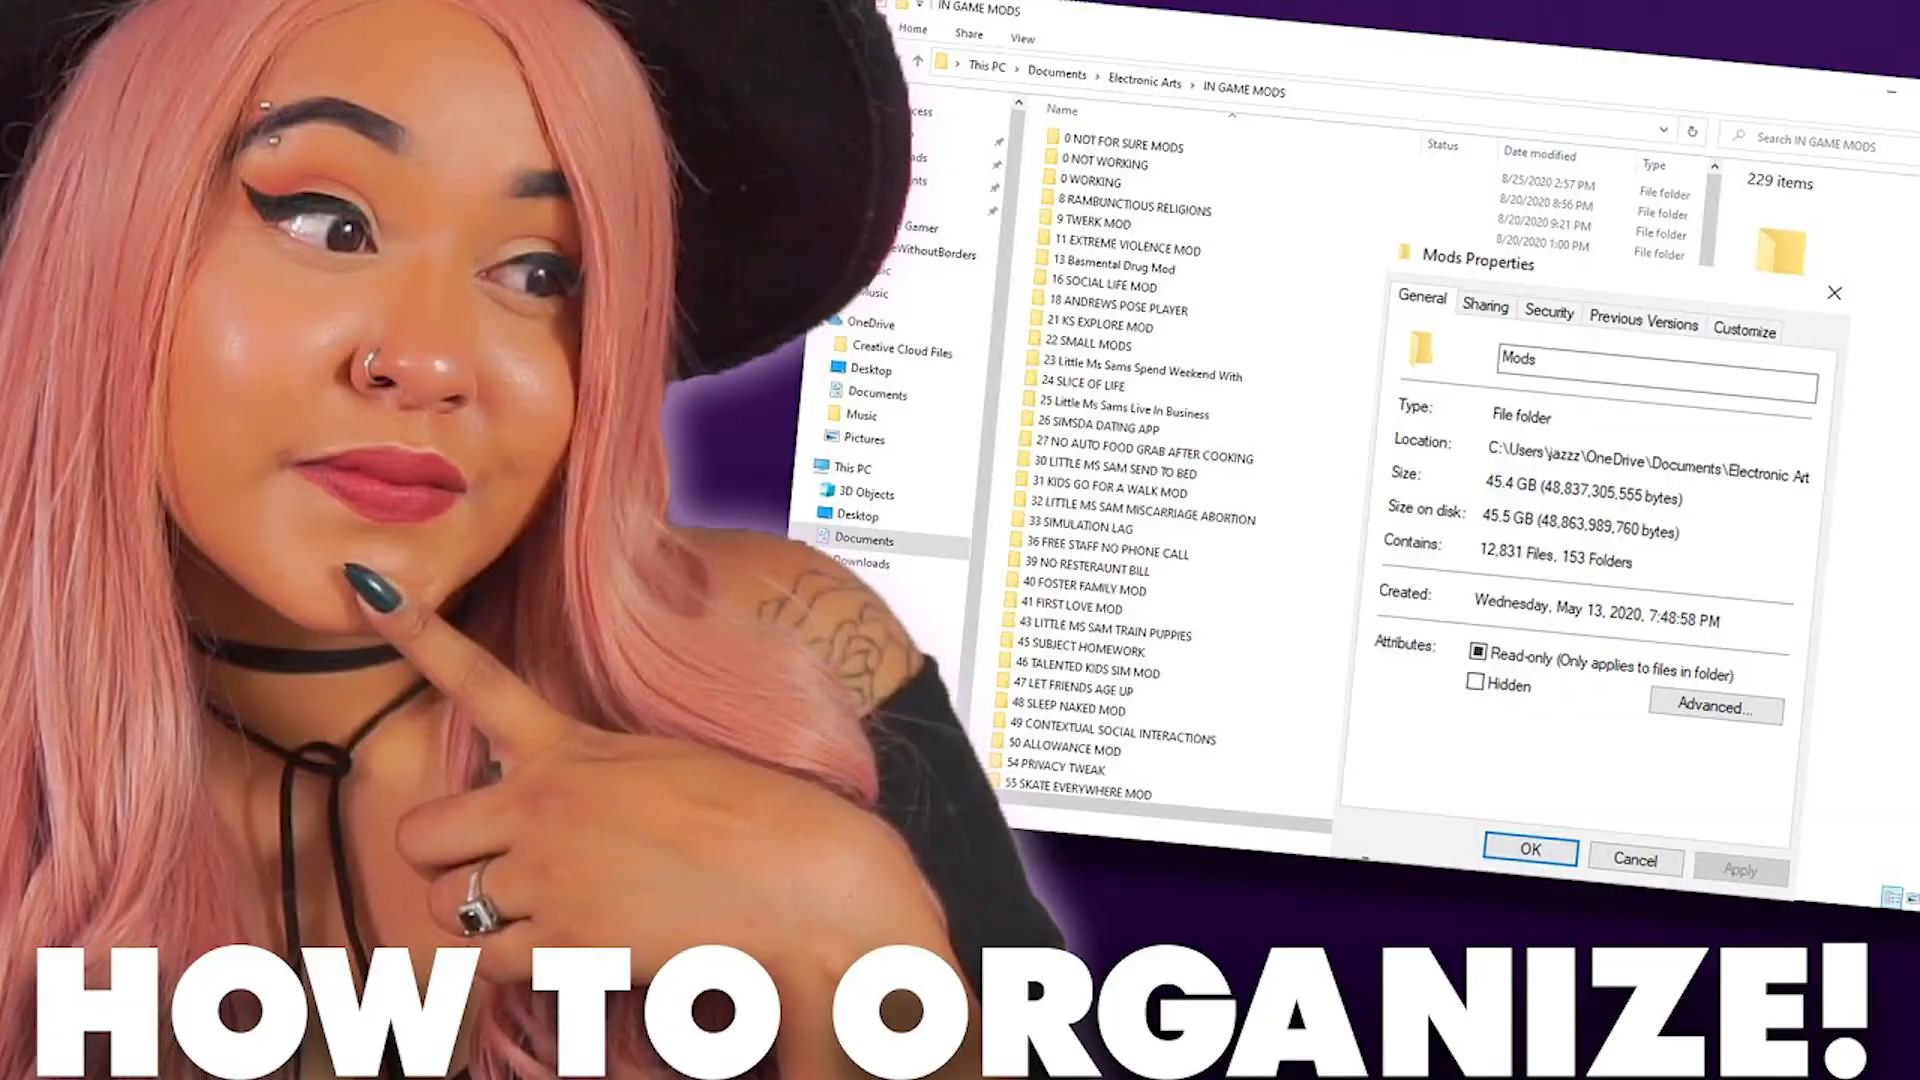 IN GAME MODS
Home Share View
This PC > Documents > Electronic Arts > IN GAME MODS
Search IN GAME MODS
Gamer
eWithoutBorders
Music
OneDrive
Creative Cloud Files
Desktop
Documents
Music
Pictures
This PC
3D Objects
Desktop
Documents
Downloads
Name Status Date modified Type
0 NOT FOR SURE MODS 8/25/2020 2:57 PM File folder
0 NOT WORKING 8/20/2020 8:56 PM File folder
0 WORKING 8/20/2020 9:21 PM File folder
8 RAMBUNCTIOUS RELIGIONS 8/20/2020 1:00 PM File folder
9 TWERK MOD
11 EXTREME VIOLENCE MOD
13 Basmental Drug Mod
16 SOCIAL LIFE MOD
18 ANDREWS POSE PLAYER
21 KS EXPLORE MOD
22 SMALL MODS
23 Little Ms Sams Spend Weekend With
24 SLICE OF LIFE
25 Little Ms Sams Live In Business
26 SIMSDA DATING APP
27 NO AUTO FOOD GRAB AFTER COOKING
30 LITTLE MS SAM SEND TO BED
31 KIDS GO FOR A WALK MOD
32 LITTLE MS SAM MISCARRIAGE ABORTION
33 SIMULATION LAG
36 FREE STAFF NO PHONE CALL
39 NO RESTERAUNT BILL
40 FOSTER FAMILY MOD
41 FIRST LOVE MOD
43 LITTLE MS SAM TRAIN PUPPIES
45 SUBJECT HOMEWORK
46 TALENTED KIDS SIM MOD
47 LET FRIENDS AGE UP
48 SLEEP NAKED MOD
49 CONTEXTUAL SOCIAL INTERACTIONS
50 ALLOWANCE MOD
54 PRIVACY TWEAK
55 SKATE EVERYWHERE MOD
229 items
Mods Properties
General Sharing Security Previous Versions Customize
Mods
Type: File folder
Location: C:\Users\jazzz\OneDrive\Documents\Electronic Art
Size: 45.4 GB (48,837,305,555 bytes)
Size on disk: 45.5 GB (48,863,989,760 bytes)
Contains: 12,831 Files, 153 Folders
Created: Wednesday, May 13, 2020, 7:48:58 PM
Attributes: Read-only (Only applies to files in folder)
Hidden
Advanced...
OK Cancel Apply
HOW TO ORGANIZE!